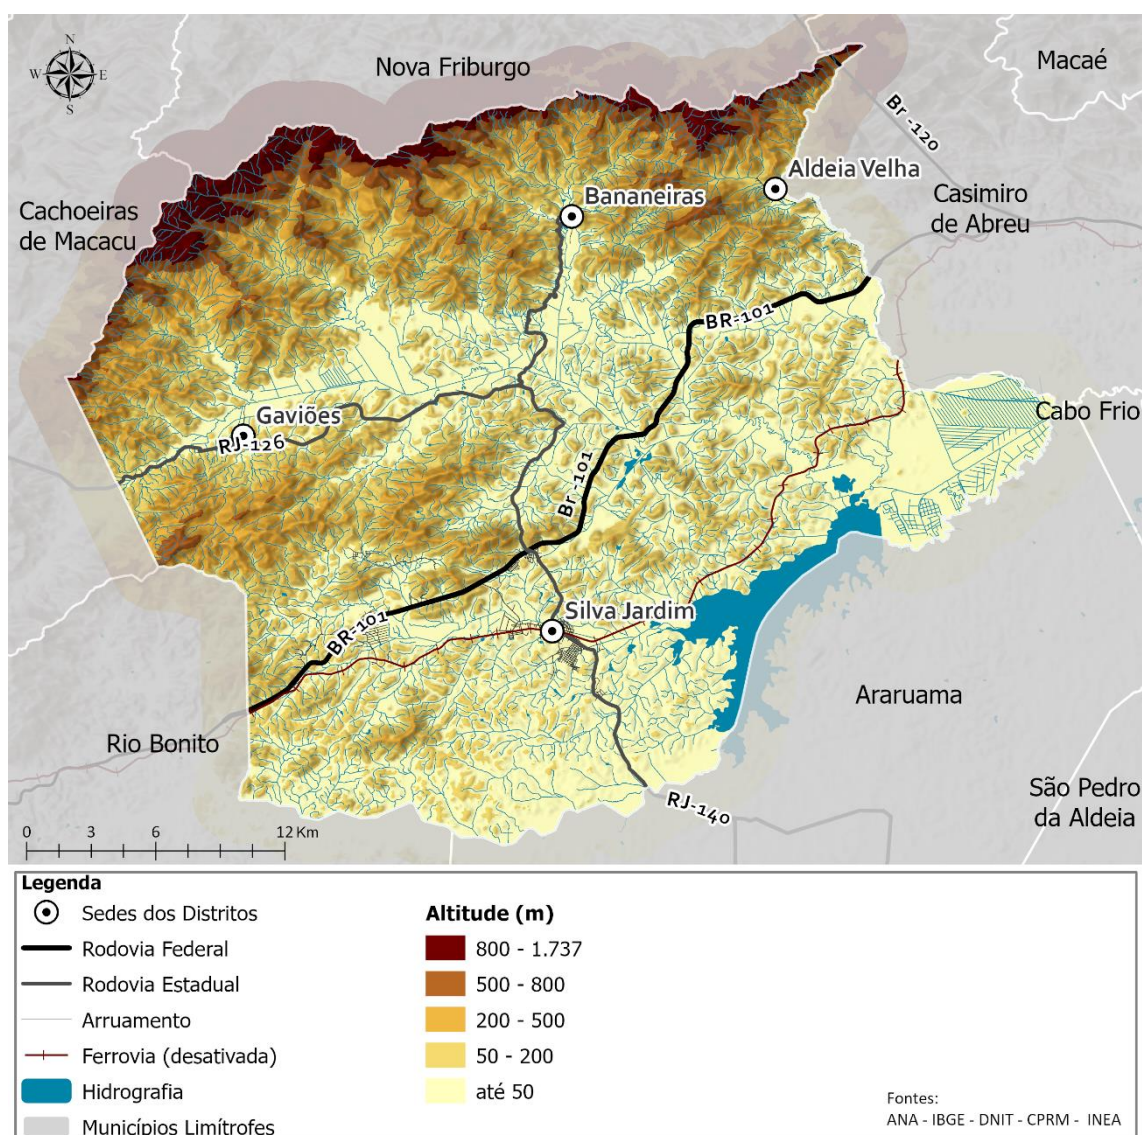 N
W
E
S
Nova Friburgo
Macaé
Br -120
Aldeia Velha
Bananeiras
Cachoeiras
de Macacu
Casimiro
de Abreu
BR-101
Gaviões
RJ-126
Cabo Frio
Br -101
Silva Jardim
BR-101
Araruama
Rio Bonito
São Pedro
da Aldeia
RJ-140
0 3 6 12 Km
Legenda
Sedes dos Distritos
Rodovia Federal
Rodovia Estadual
Arruamento
Ferrovia (desativada)
Hidrografia
Municípios Limítrofes
Altitude (m)
800 - 1.737
500 - 800
200 - 500
50 - 200
até 50
Fontes:
ANA - IBGE - DNIT - CPRM - INEA